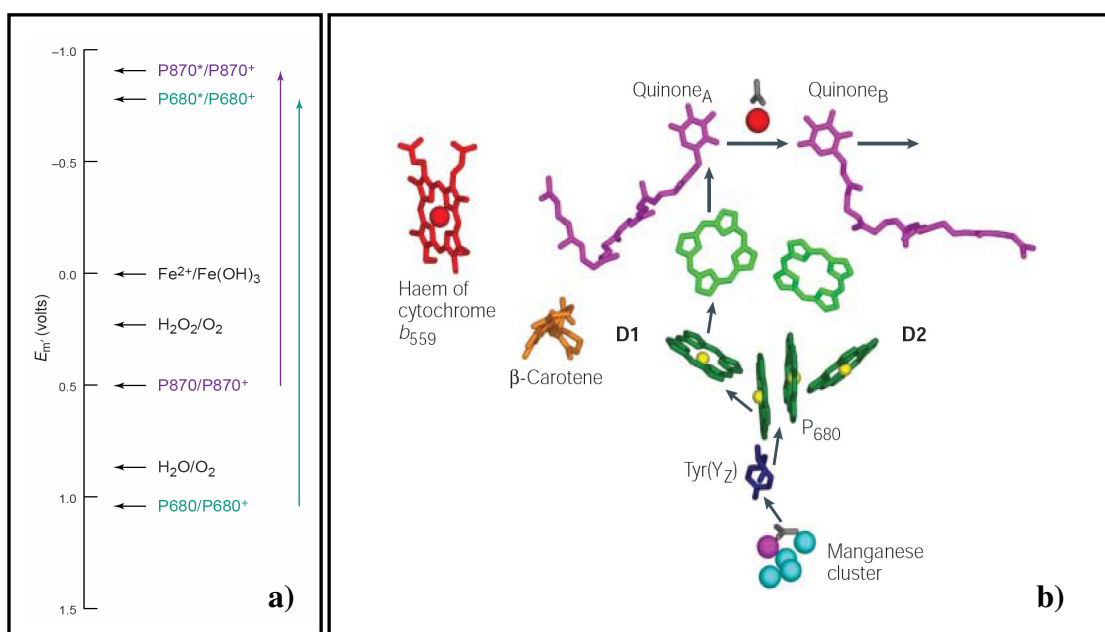 −1.0
P870*/P870⁺
P680*/P680⁺
−0.5
0.0
Fe²⁺/Fe(OH)₃
H₂O₂/O₂
Eₘ′ (volts)
0.5
P870/P870⁺
H₂O/O₂
1.0
P680/P680⁺
1.5
a)
Quinone_A
Quinone_B
Haem of
cytochrome
b₅₅₉
β-Carotene
D1
D2
P₆₈₀
Tyr(Y_Z)
Manganese
cluster
b)